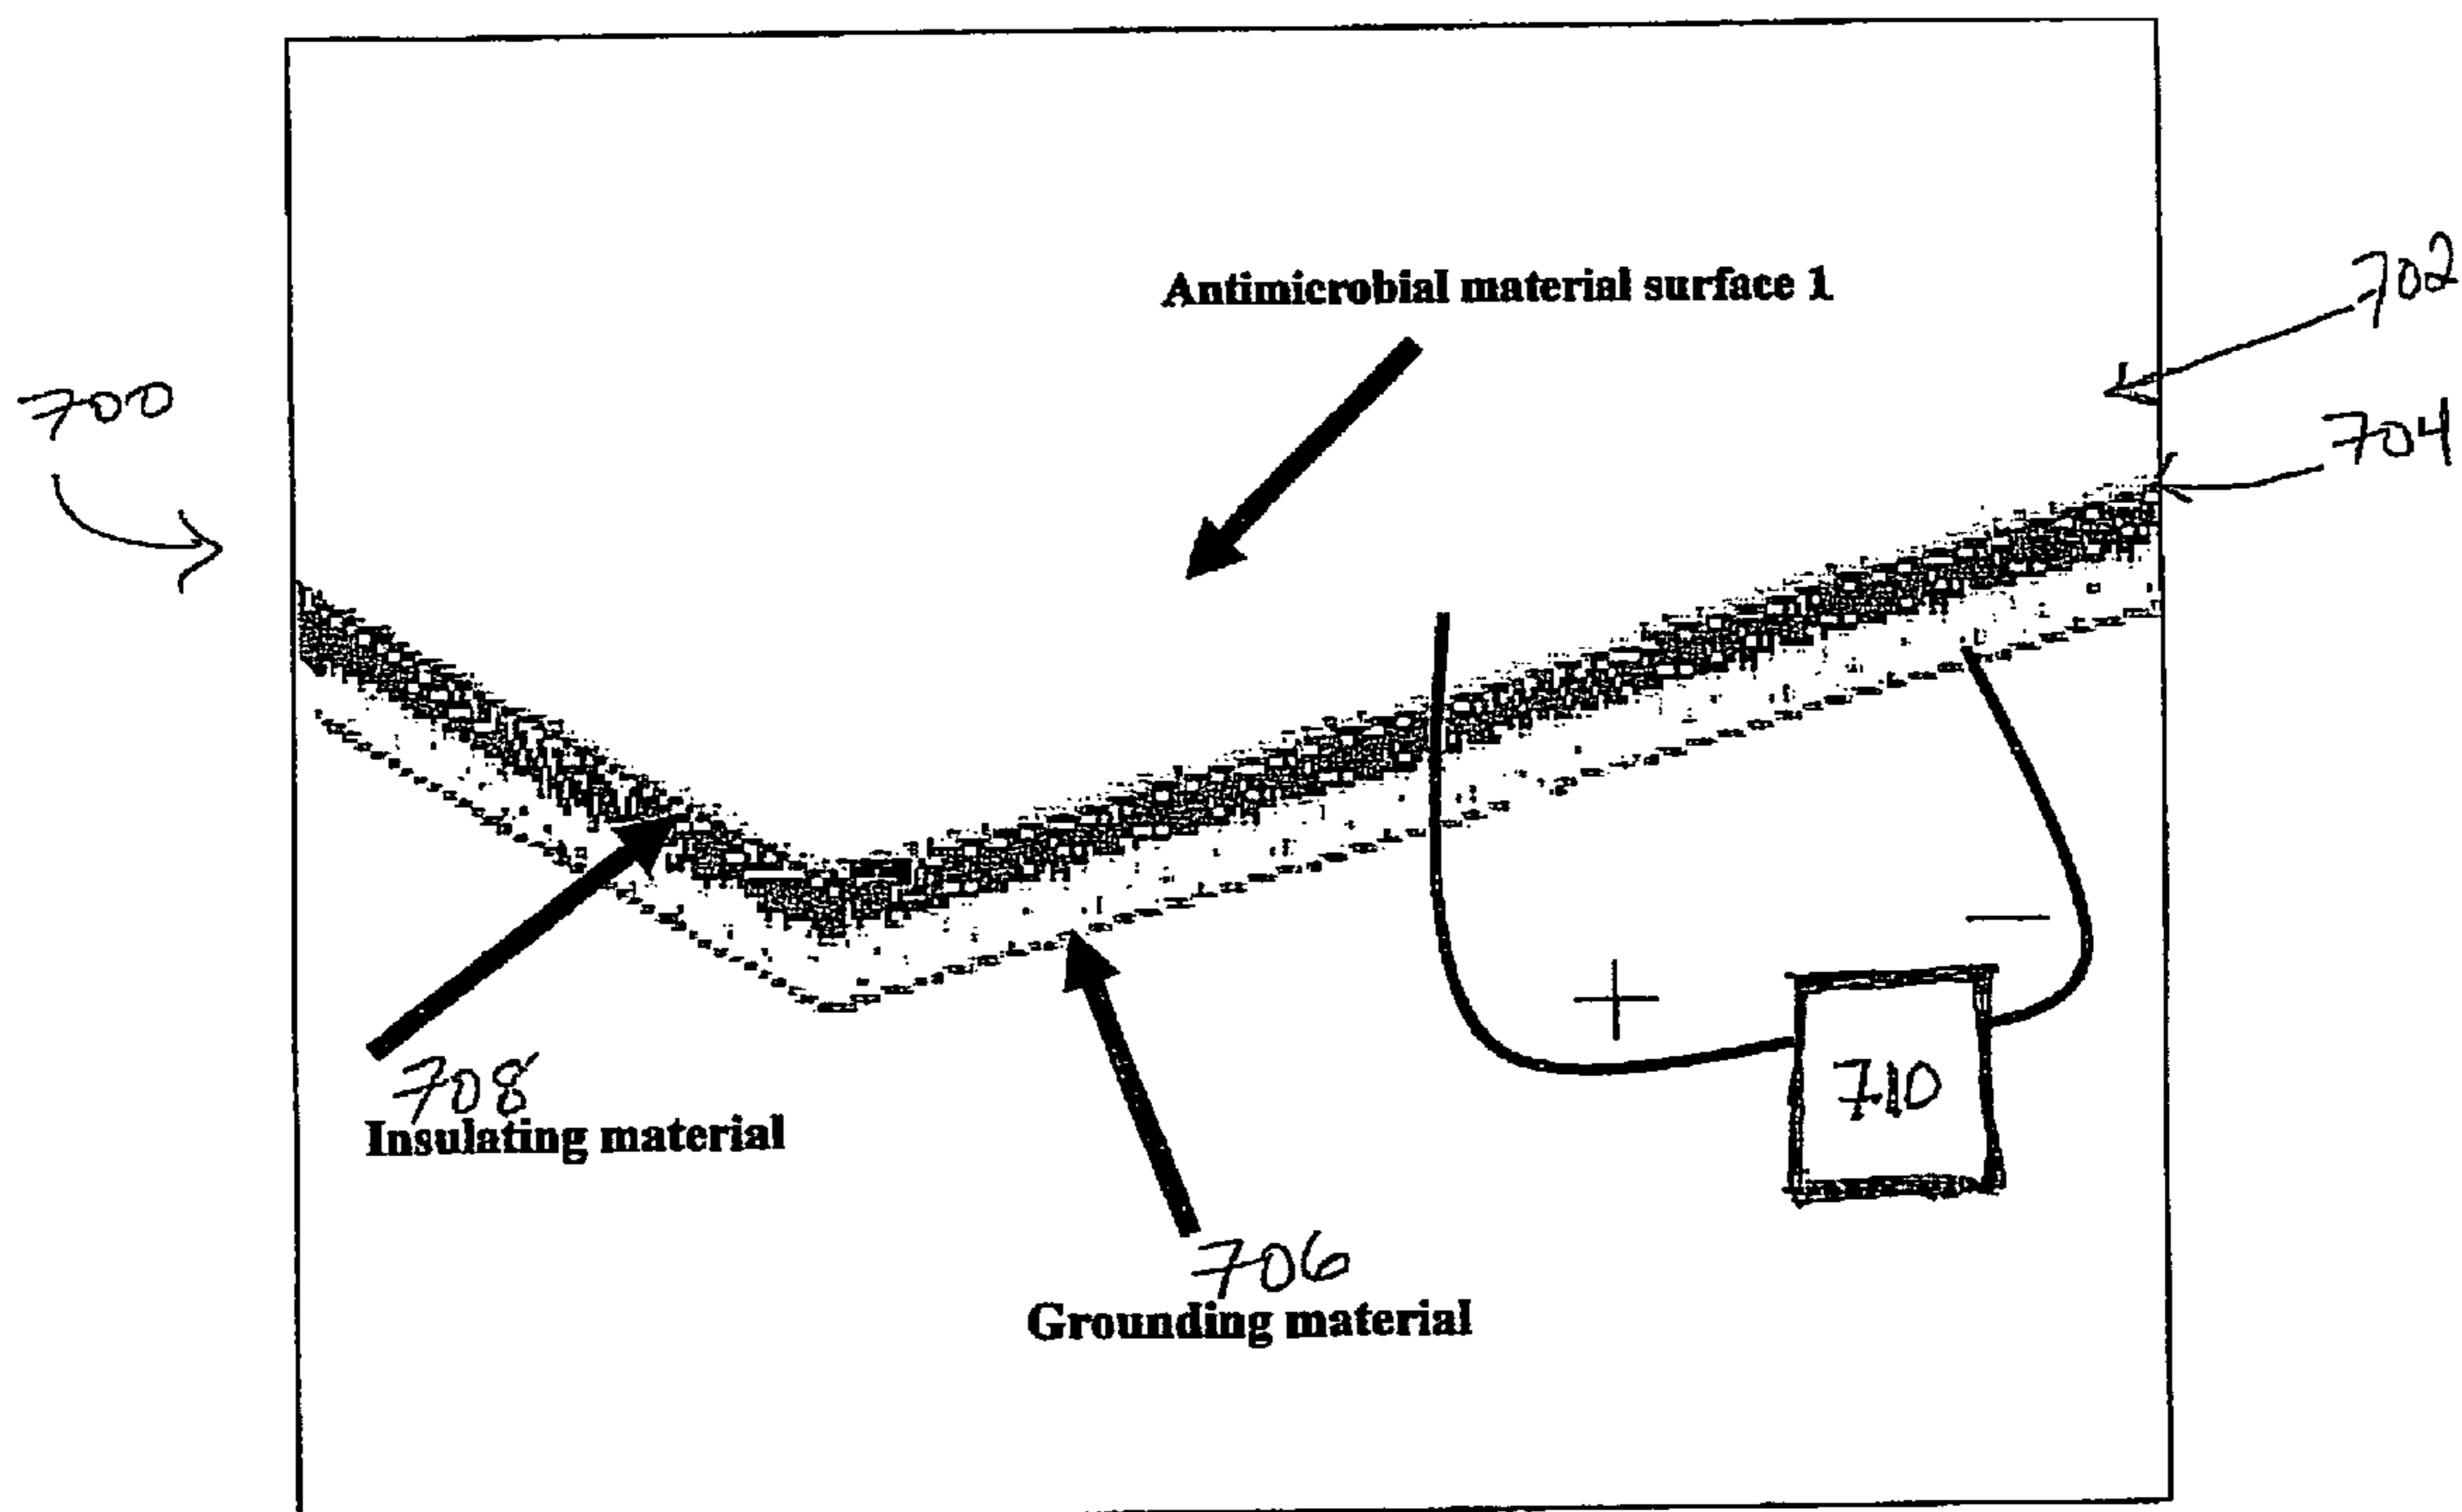 Antimicrobial material surface 1
702
700
704
708
Insulating material
+
−
710
706
Grounding material